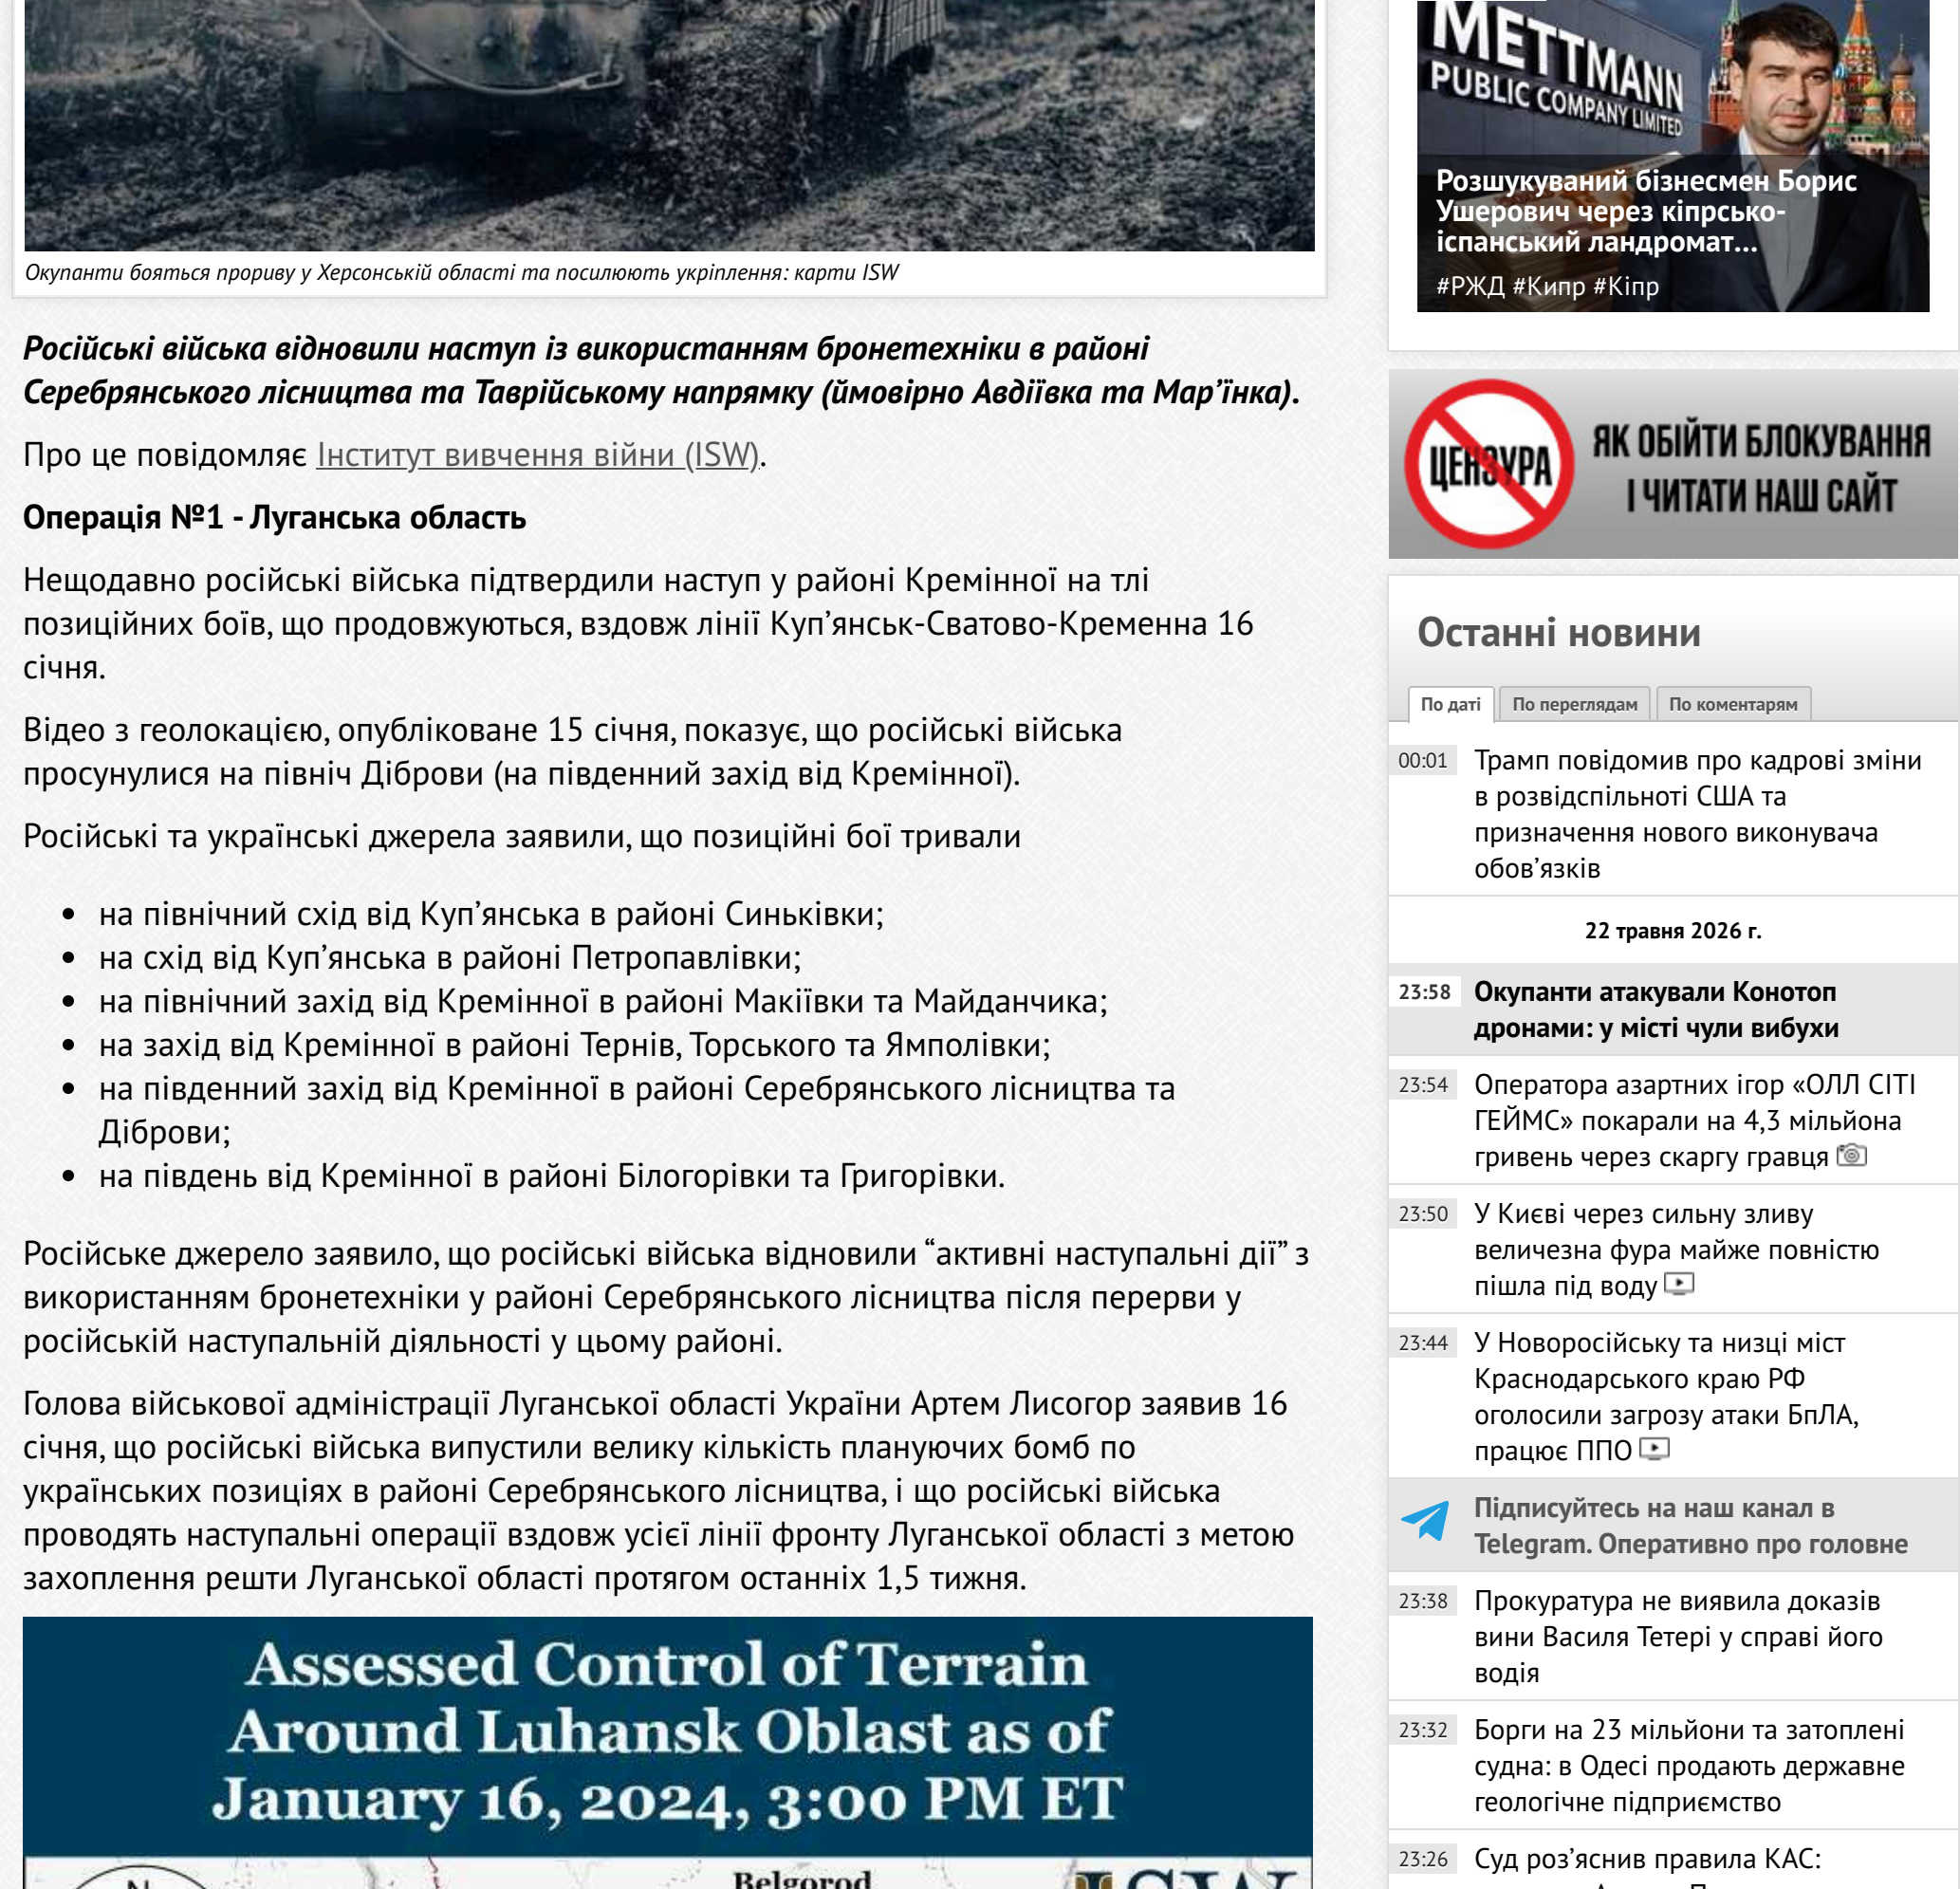 Окупанти бояться прориву у Херсонській області та посилюють укріплення: карти ISW
Російські війська відновили наступ із використанням бронетехніки в районі
Серебрянського лісництва та Таврійському напрямку (ймовірно Авдіївка та Мар’їнка).
Про це повідомляє Інститут вивчення війни (ISW).
Операція №1 - Луганська область
Нещодавно російські війська підтвердили наступ у районі Кремінної на тлі
позиційних боїв, що продовжуються, вздовж лінії Куп’янськ-Сватово-Кременна 16
січня.
Відео з геолокацією, опубліковане 15 січня, показує, що російські війська
просунулися на північ Діброви (на південний захід від Кремінної).
Російські та українські джерела заявили, що позиційні бої тривали
• на північний схід від Куп’янська в районі Синьківки;
• на схід від Куп’янська в районі Петропавлівки;
• на північний захід від Кремінної в районі Макіївки та Майданчика;
• на захід від Кремінної в районі Тернів, Торського та Ямполівки;
• на південний захід від Кремінної в районі Серебрянського лісництва та
Діброви;
• на південь від Кремінної в районі Білогорівки та Григорівки.
Російське джерело заявило, що російські війська відновили “активні наступальні дії” з
використанням бронетехніки у районі Серебрянського лісництва після перерви у
російській наступальній діяльності у цьому районі.
Голова військової адміністрації Луганської області України Артем Лисогор заявив 16
січня, що російські війська випустили велику кількість плануючих бомб по
українських позиціях в районі Серебрянського лісництва, і що російські війська
проводять наступальні операції вздовж усієї лінії фронту Луганської області з метою
захоплення решти Луганської області протягом останніх 1,5 тижня.
Assessed Control of Terrain
Around Luhansk Oblast as of
January 16, 2024, 3:00 PM ET
N
Belgorod
ISW
METTMANN
PUBLIC COMPANY LIMITED
Розшукуваний бізнесмен Борис
Ушерович через кіпрсько-
іспанський ландромат...
#РЖД #Кипр #Кіпр
ЦЕНЗУРА
ЯК ОБІЙТИ БЛОКУВАННЯ
І ЧИТАТИ НАШ САЙТ
Останні новини
По даті По переглядам По коментарям
00:01 Трамп повідомив про кадрові зміни
в розвідспільноті США та
призначення нового виконувача
обов’язків
22 травня 2026 г.
23:58 Окупанти атакували Конотоп
дронами: у місті чули вибухи
23:54 Оператора азартних ігор «ОЛЛ СІТІ
ГЕЙМС» покарали на 4,3 мільйона
гривень через скаргу гравця
23:50 У Києві через сильну зливу
величезна фура майже повністю
пішла під воду
23:44 У Новоросійську та низці міст
Краснодарського краю РФ
оголосили загрозу атаки БпЛА,
працює ППО
Підписуйтесь на наш канал в
Telegram. Оперативно про головне
23:38 Прокуратура не виявила доказів
вини Василя Тетері у справі його
водія
23:32 Борги на 23 мільйони та затоплені
судна: в Одесі продають державне
геологічне підприємство
23:26 Суд роз’яснив правила КАС: